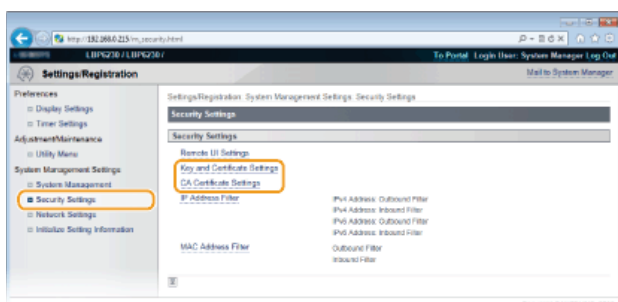 http://192.168.0.215/m_security.html
LBP6230 / LBP6230 /
To Portal Login User: System Manager Log Out
Settings/Registration
Mail to System Manager
Preferences
Display Settings
Timer Settings
Adjustment/Maintenance
Utility Menu
System Management Settings
System Management
Security Settings
Network Settings
Initialize Setting Information
Settings/Registration: System Management Settings: Security Settings
Security Settings
Security Settings
Remote UI Settings
Key and Certificate Settings
CA Certificate Settings
IP Address Filter
IPv4 Address: Outbound Filter
IPv4 Address: Inbound Filter
IPv6 Address: Outbound Filter
IPv6 Address: Inbound Filter
MAC Address Filter
Outbound Filter
Inbound Filter